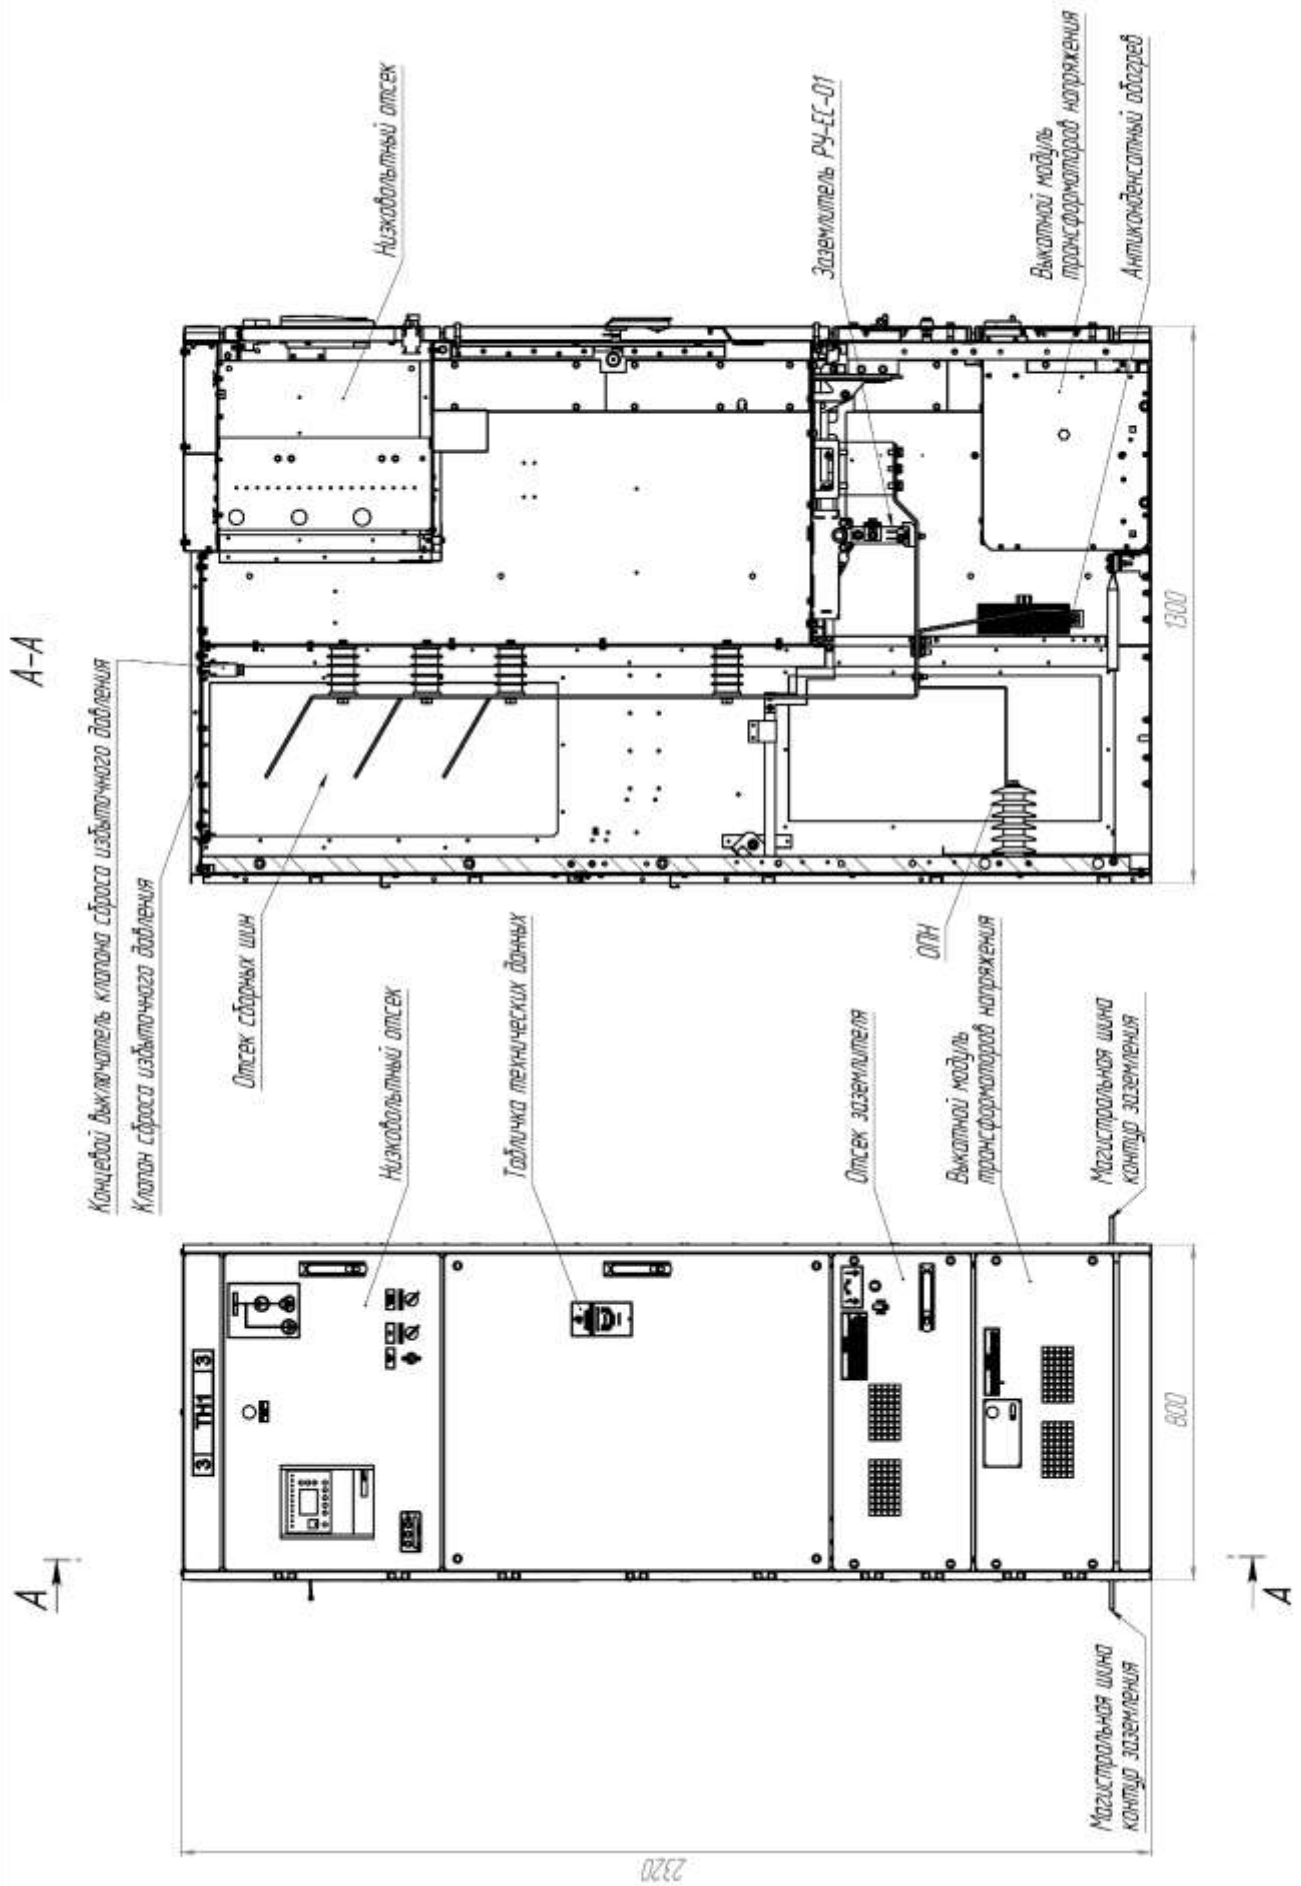 А-А
Концевой выключатель клапана сброса избыточного давления
Клапан сброса избыточного давления
Отсек сборных шин
Низковольтный отсек
Табличка технических данных
Отсек заземлителя
Выкатной модуль
трансформаторов напряжения
Магистральная шина
контур заземления
ОПН
Низковольтный отсек
Заземлитель РУ-ЕС-01
Выкатной модуль
трансформаторов напряжения
Антиконденсатный обогрев
1300
А
А
3 ТН1 3
800
2320
Магистральная шина
контур заземления